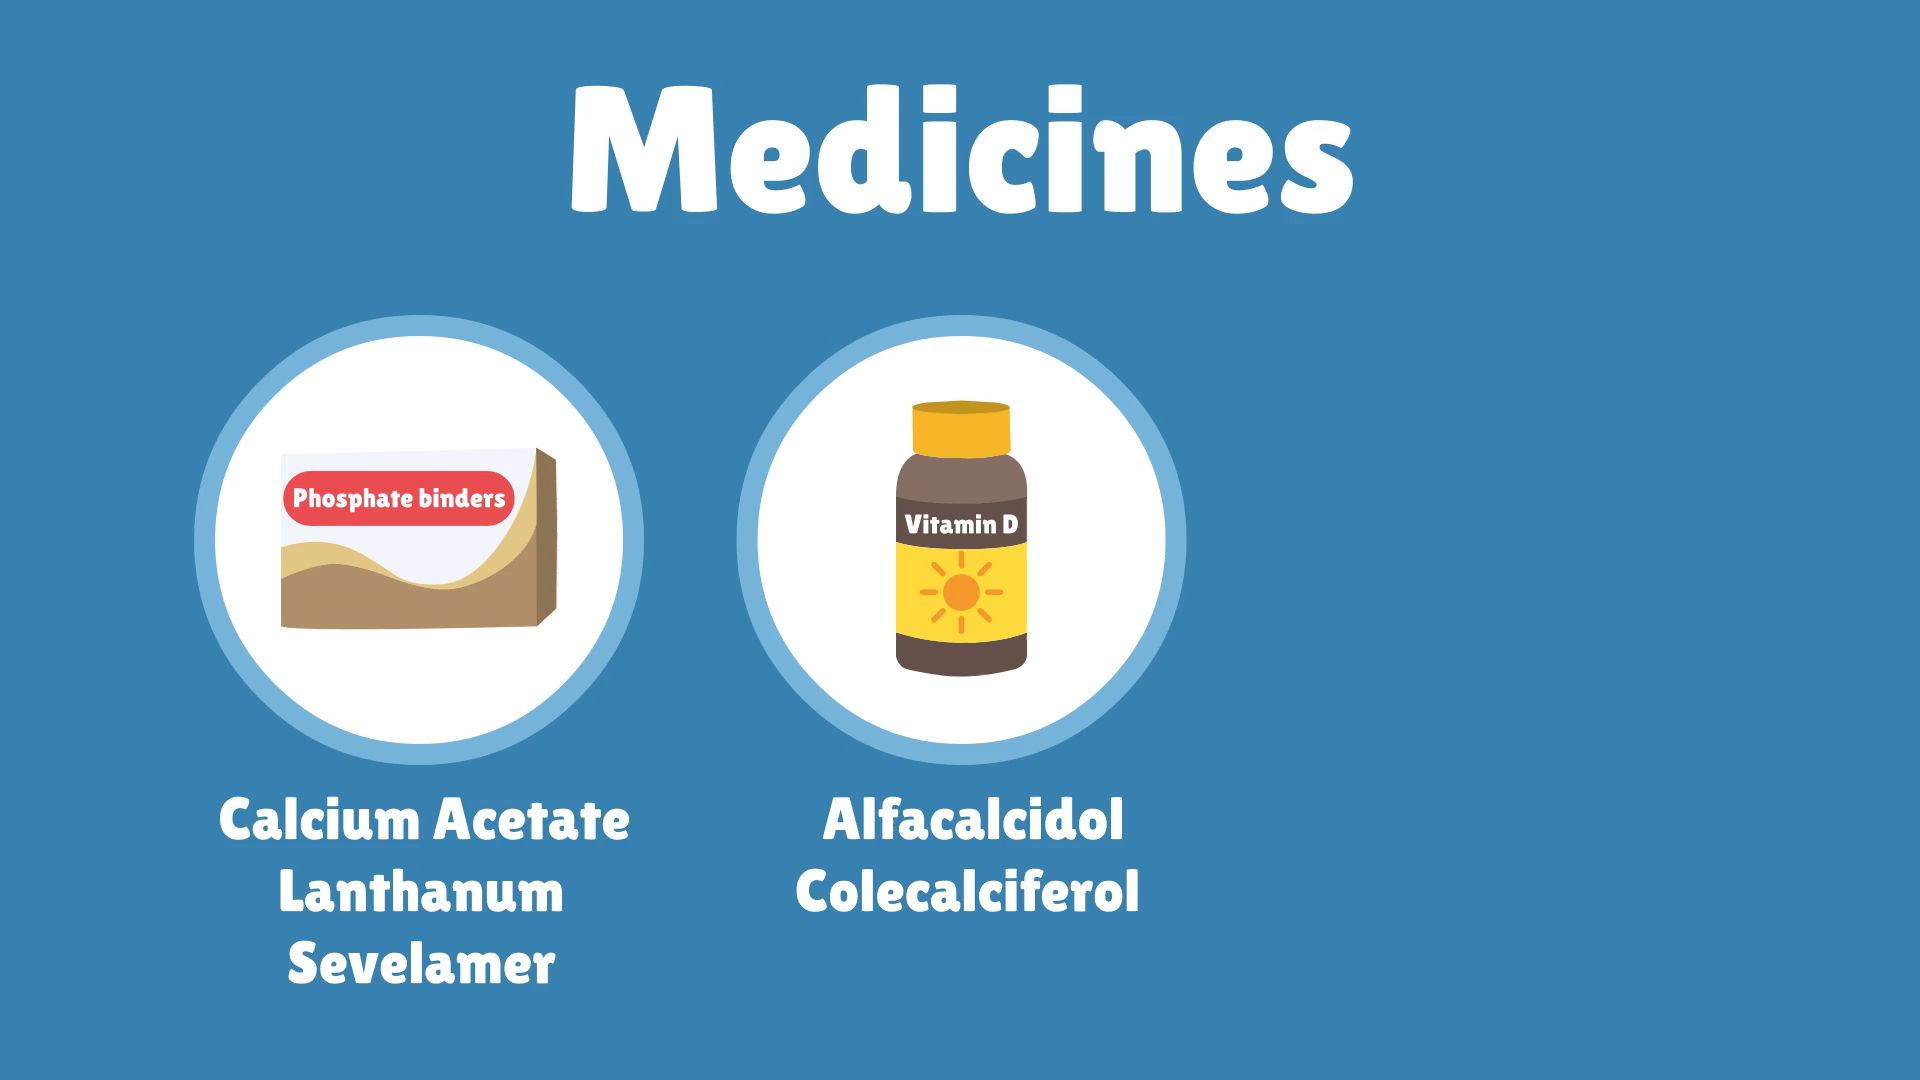 Medicines
Phosphate binders
Vitamin D
Calcium Acetate
Lanthanum
Sevelamer
Alfacalcidol
Colecalciferol